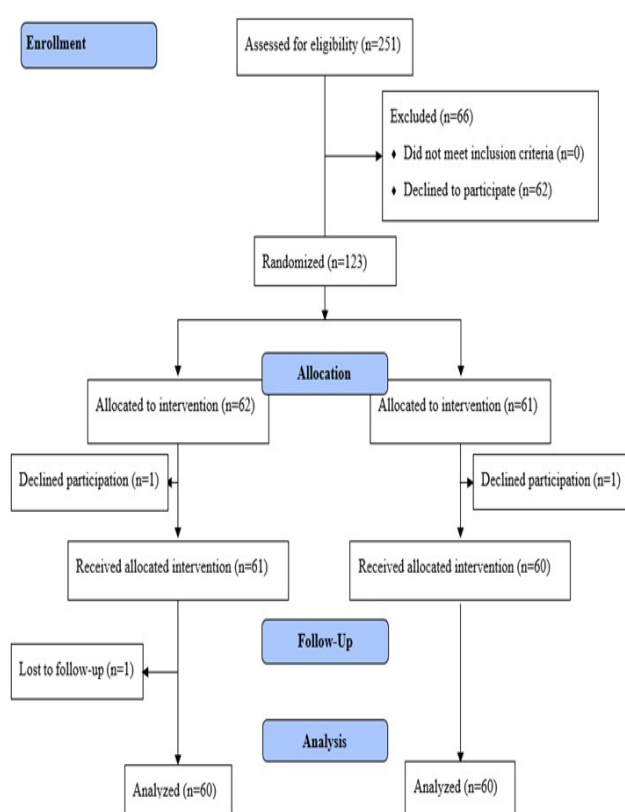 Enrollment
Assessed for eligibility (n=251)
Excluded (n=66)
♦ Did not meet inclusion criteria (n=0)
♦ Declined to participate (n=62)
Randomized (n=123)
Allocation
Allocated to intervention (n=62)
Allocated to intervention (n=61)
Declined participation (n=1)
Declined participation (n=1)
Received allocated intervention (n=61)
Received allocated intervention (n=60)
Follow-Up
Lost to follow-up (n=1)
Analysis
Analyzed (n=60)
Analyzed (n=60)